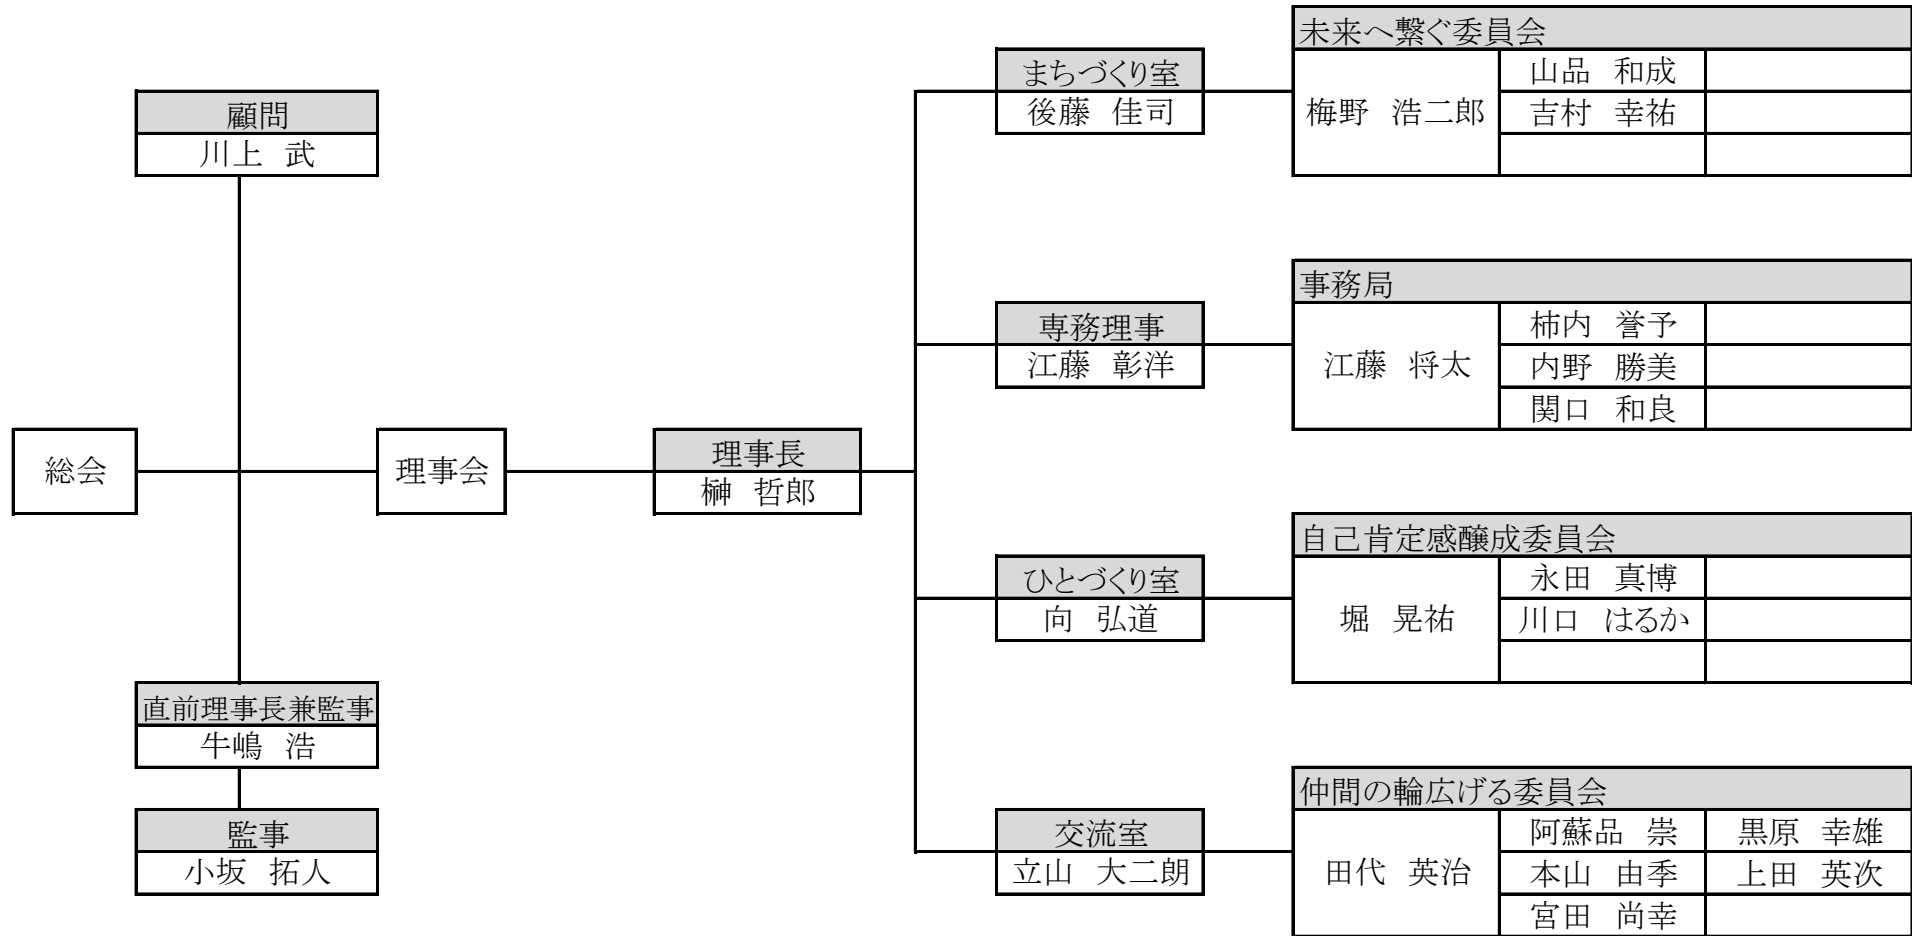 顧問
川上 武
総会
理事会
直前理事長兼監事
牛嶋 浩
監事
小坂 拓人
理事長
榊 哲郎
まちづくり室
後藤 佳司
未来へ繋ぐ委員会
梅野 浩二郎
山品 和成
吉村 幸祐
専務理事
江藤 彰洋
事務局
江藤 将太
柿内 誉予
内野 勝美
関口 和良
ひとづくり室
向 弘道
自己肯定感醸成委員会
堀 晃祐
永田 真博
川口 はるか
交流室
立山 大二朗
仲間の輪広げる委員会
田代 英治
阿蘇品 崇 黒原 幸雄
本山 由季 上田 英次
宮田 尚幸